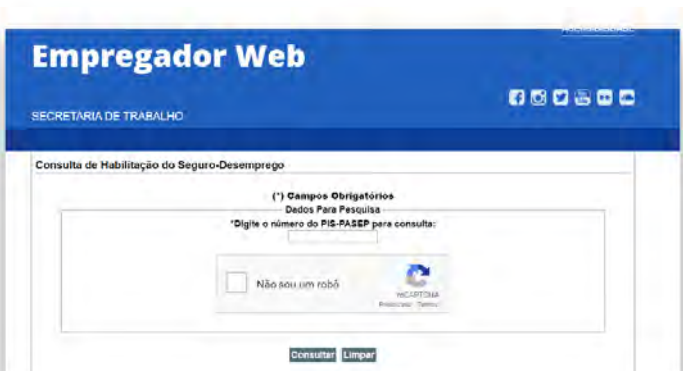 Empregador Web
SECRETARIA DE TRABALHO
Consulta de Habilitação do Seguro-Desemprego
(*) Campos Obrigatórios
Dados Para Pesquisa
*Digite o número do PIS-PASEP para consulta:
Não sou um robô
reCAPTCHA
Consultar Limpar